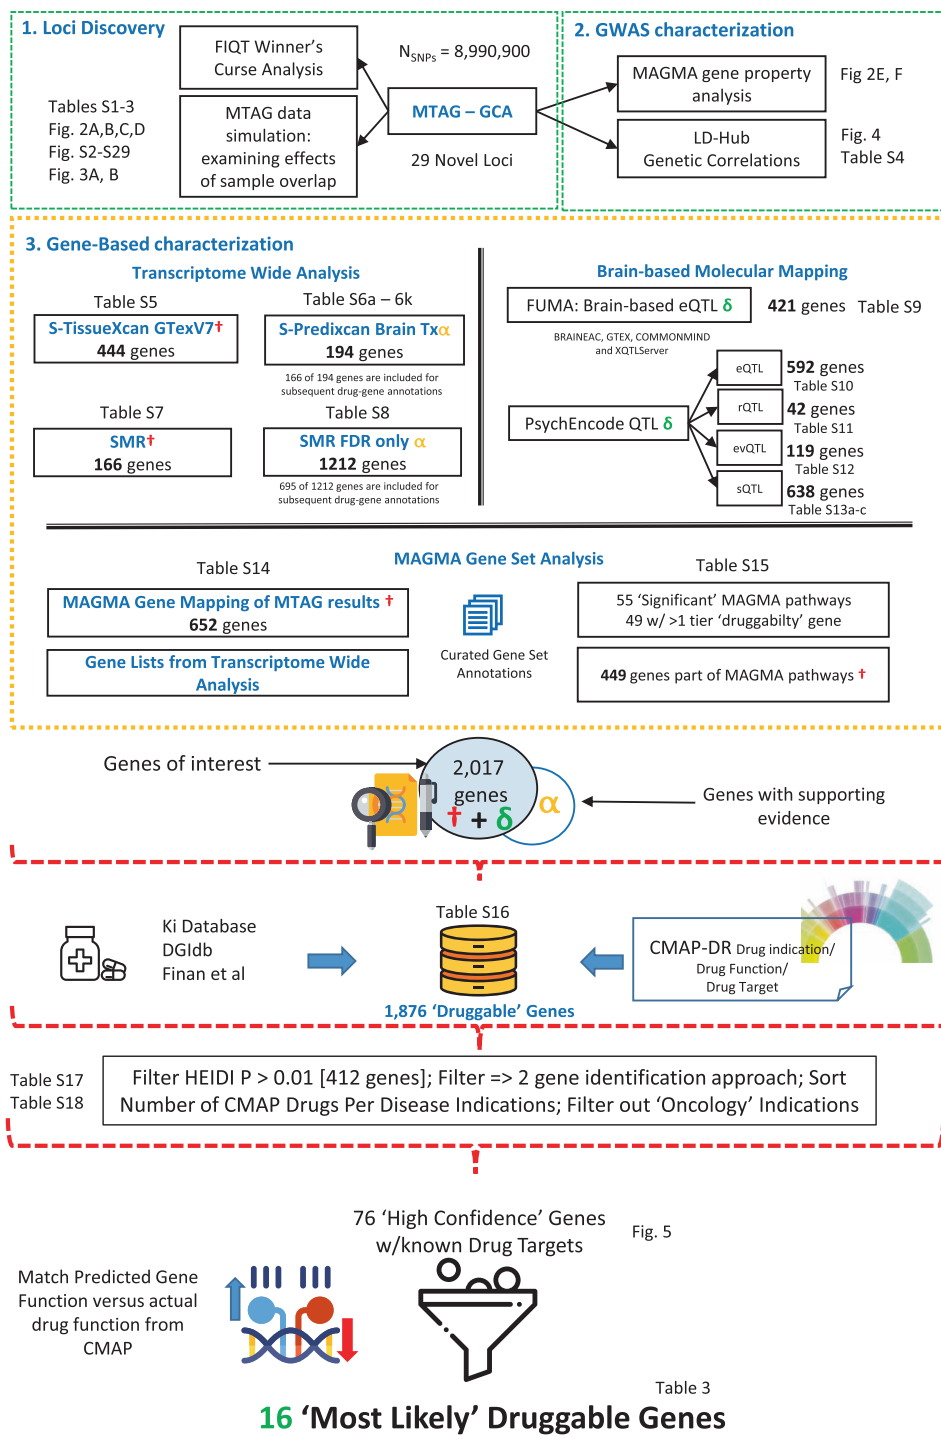 1. Loci Discovery
FIQT Winner's
Curse Analysis
N_SNPs = 8,990,900
Tables S1-3
Fig. 2A,B,C,D
Fig. S2-S29
Fig. 3A, B
MTAG data
simulation:
examining effects
of sample overlap
MTAG – GCA
29 Novel Loci
2. GWAS characterization
MAGMA gene property
analysis
Fig 2E, F
LD-Hub
Genetic Correlations
Fig. 4
Table S4
3. Gene-Based characterization
Transcriptome Wide Analysis
Table S5
S-TissueXcan GTexV7†
444 genes
Table S6a – 6k
S-Predixcan Brain Txα
194 genes
166 of 194 genes are included for
subsequent drug-gene annotations
Table S7
SMR†
166 genes
Table S8
SMR FDR only α
1212 genes
695 of 1212 genes are included for
subsequent drug-gene annotations
Brain-based Molecular Mapping
FUMA: Brain-based eQTL δ
421 genes
Table S9
BRAINEAC, GTEX, COMMONMIND
and XQTLServer
PsychEncode QTL δ
eQTL
592 genes
Table S10
rQTL
42 genes
Table S11
evQTL
119 genes
Table S12
sQTL
638 genes
Table S13a-c
MAGMA Gene Set Analysis
Table S14
MAGMA Gene Mapping of MTAG results †
652 genes
Gene Lists from Transcriptome Wide
Analysis
Curated Gene Set
Annotations
Table S15
55 'Significant' MAGMA pathways
49 w/ >1 tier 'druggabilty' gene
449 genes part of MAGMA pathways †
Genes of interest
2,017
genes
† + δ
α
Genes with supporting
evidence
Ki Database
DGIdb
Finan et al
Table S16
1,876 'Druggable' Genes
CMAP-DR Drug indication/
Drug Function/
Drug Target
Table S17
Table S18
Filter HEIDI P > 0.01 [412 genes]; Filter => 2 gene identification approach; Sort
Number of CMAP Drugs Per Disease Indications; Filter out 'Oncology' Indications
76 'High Confidence' Genes
w/known Drug Targets
Fig. 5
Match Predicted Gene
Function versus actual
drug function from
CMAP
Table 3
16 'Most Likely' Druggable Genes